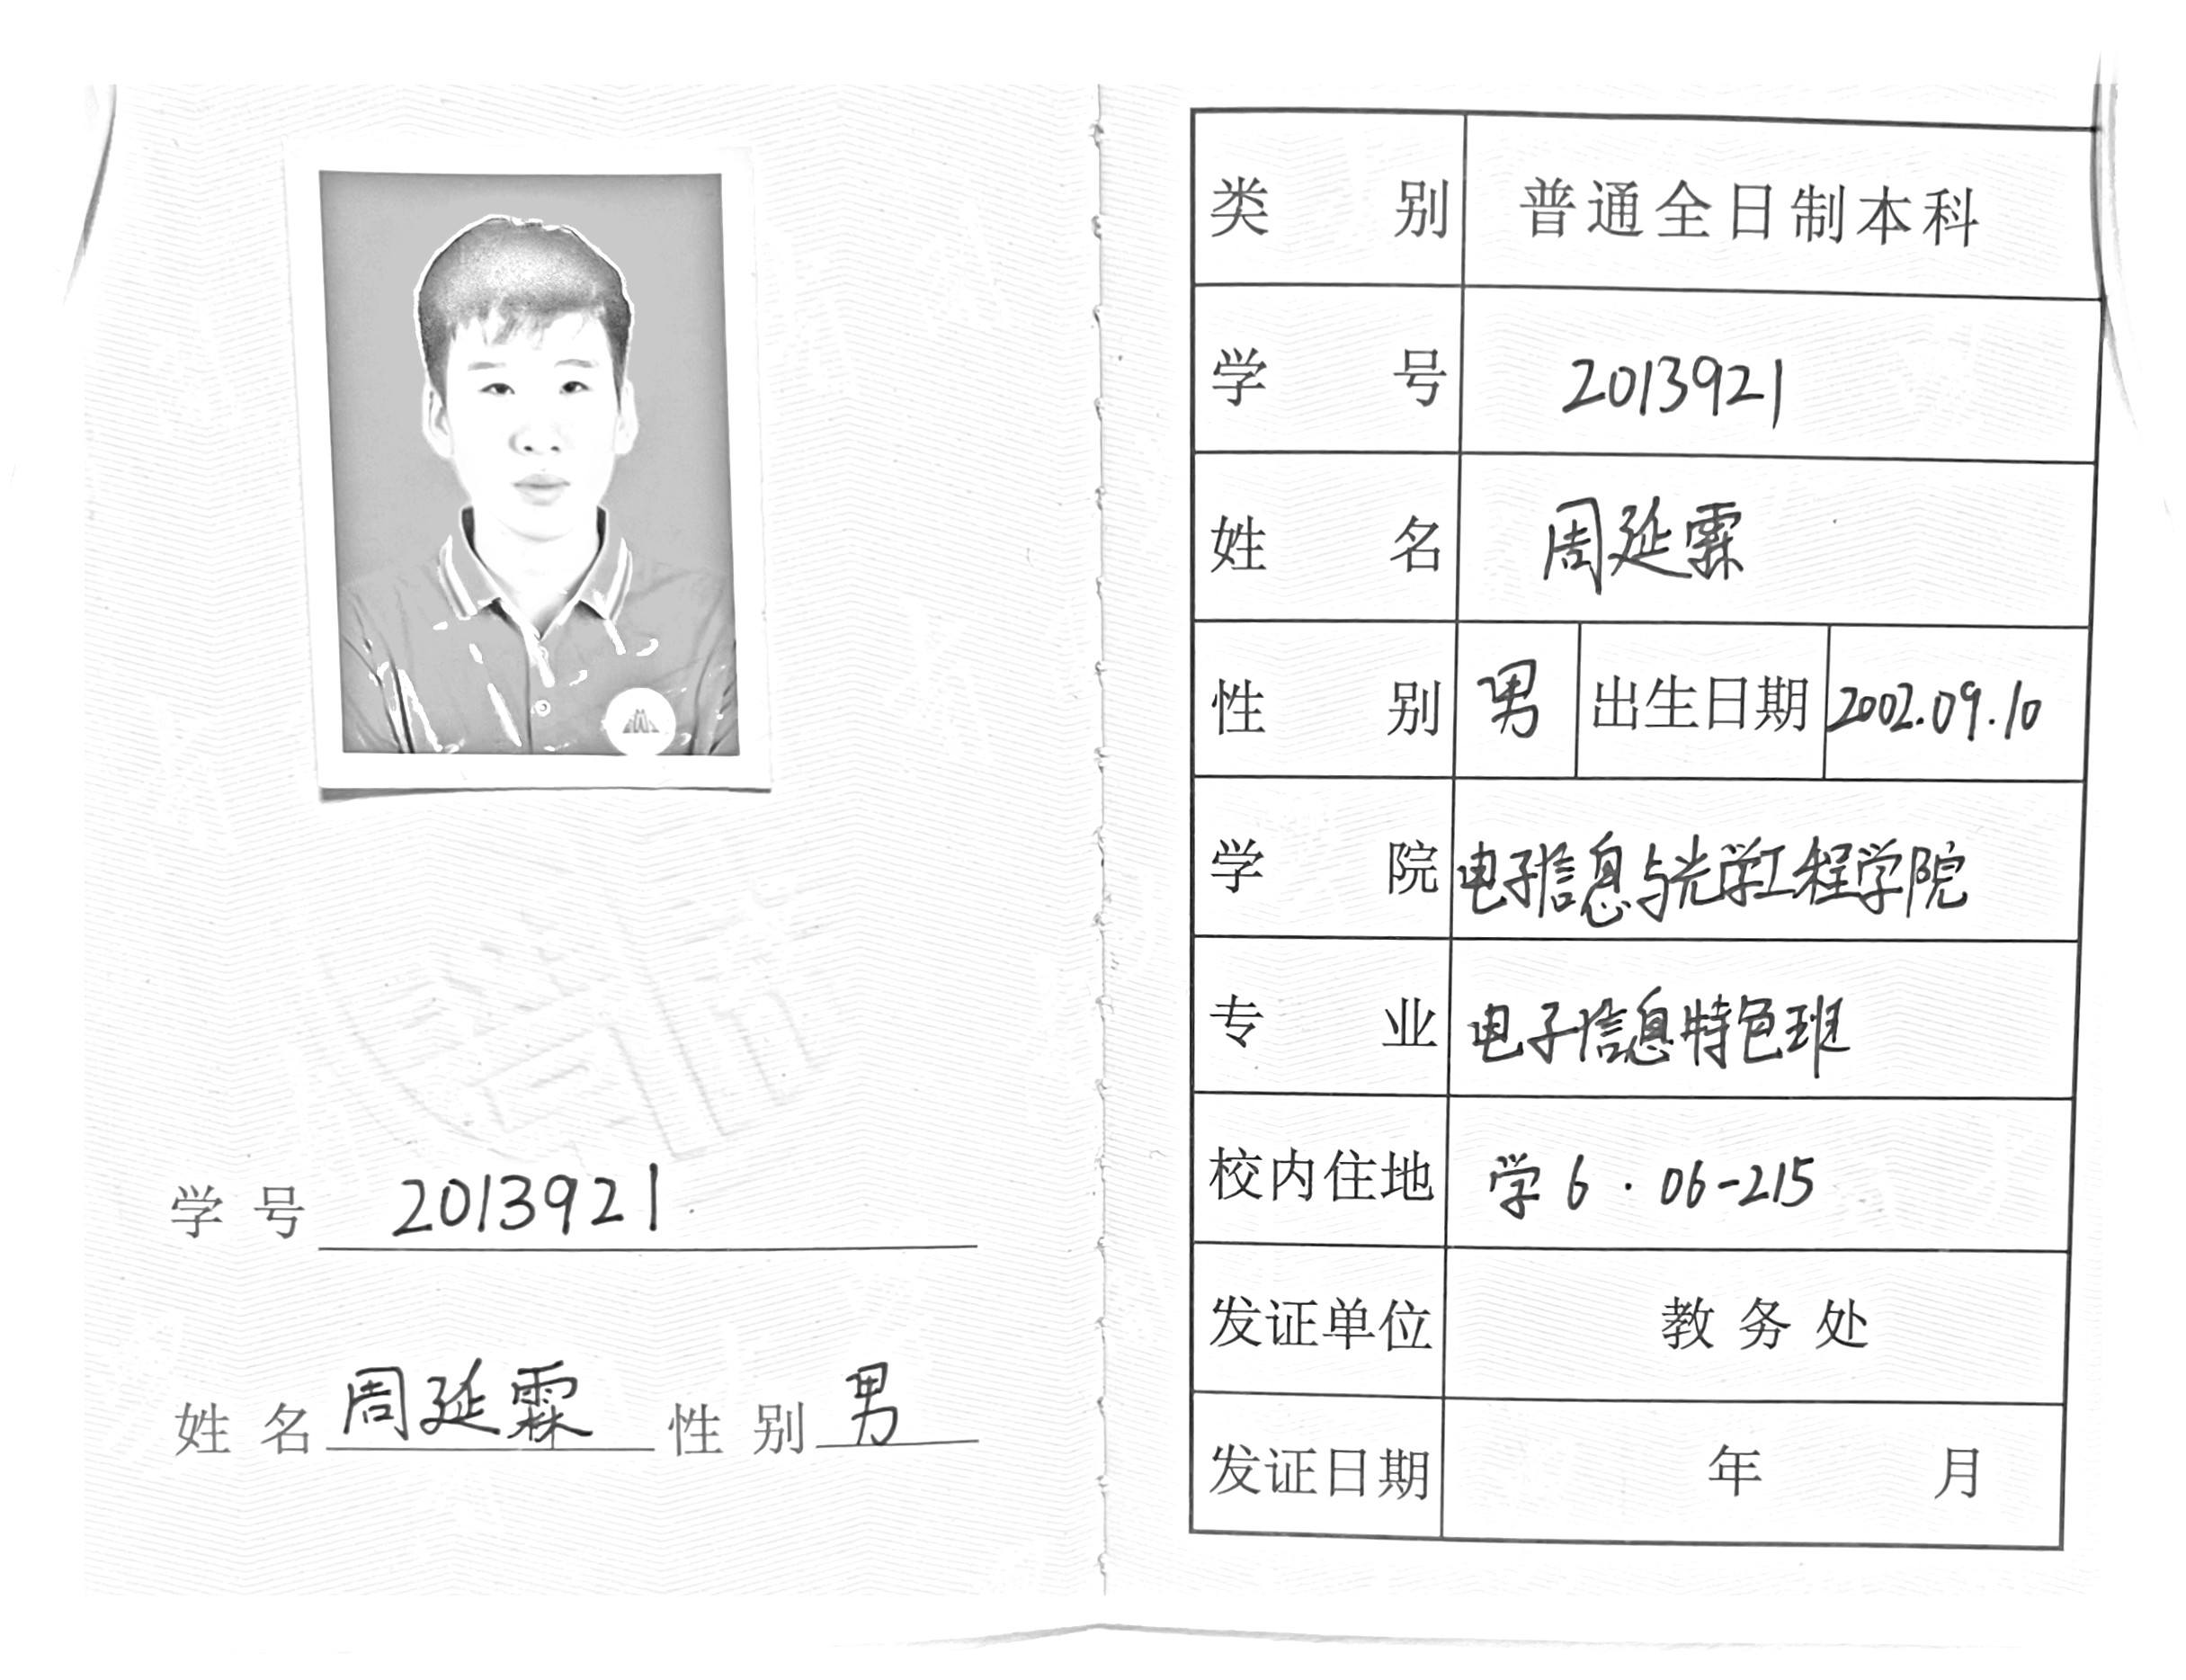 学号 2013921
姓名 周延霖 性别 男
类别 普通全日制本科
学号 2013921
姓名 周延霖
性别 男 出生日期 2002.09.10
学院 电子信息与光学工程学院
专业 电子信息特色班
校内住地 学6·06-215
发证单位 教务处
发证日期 年 月